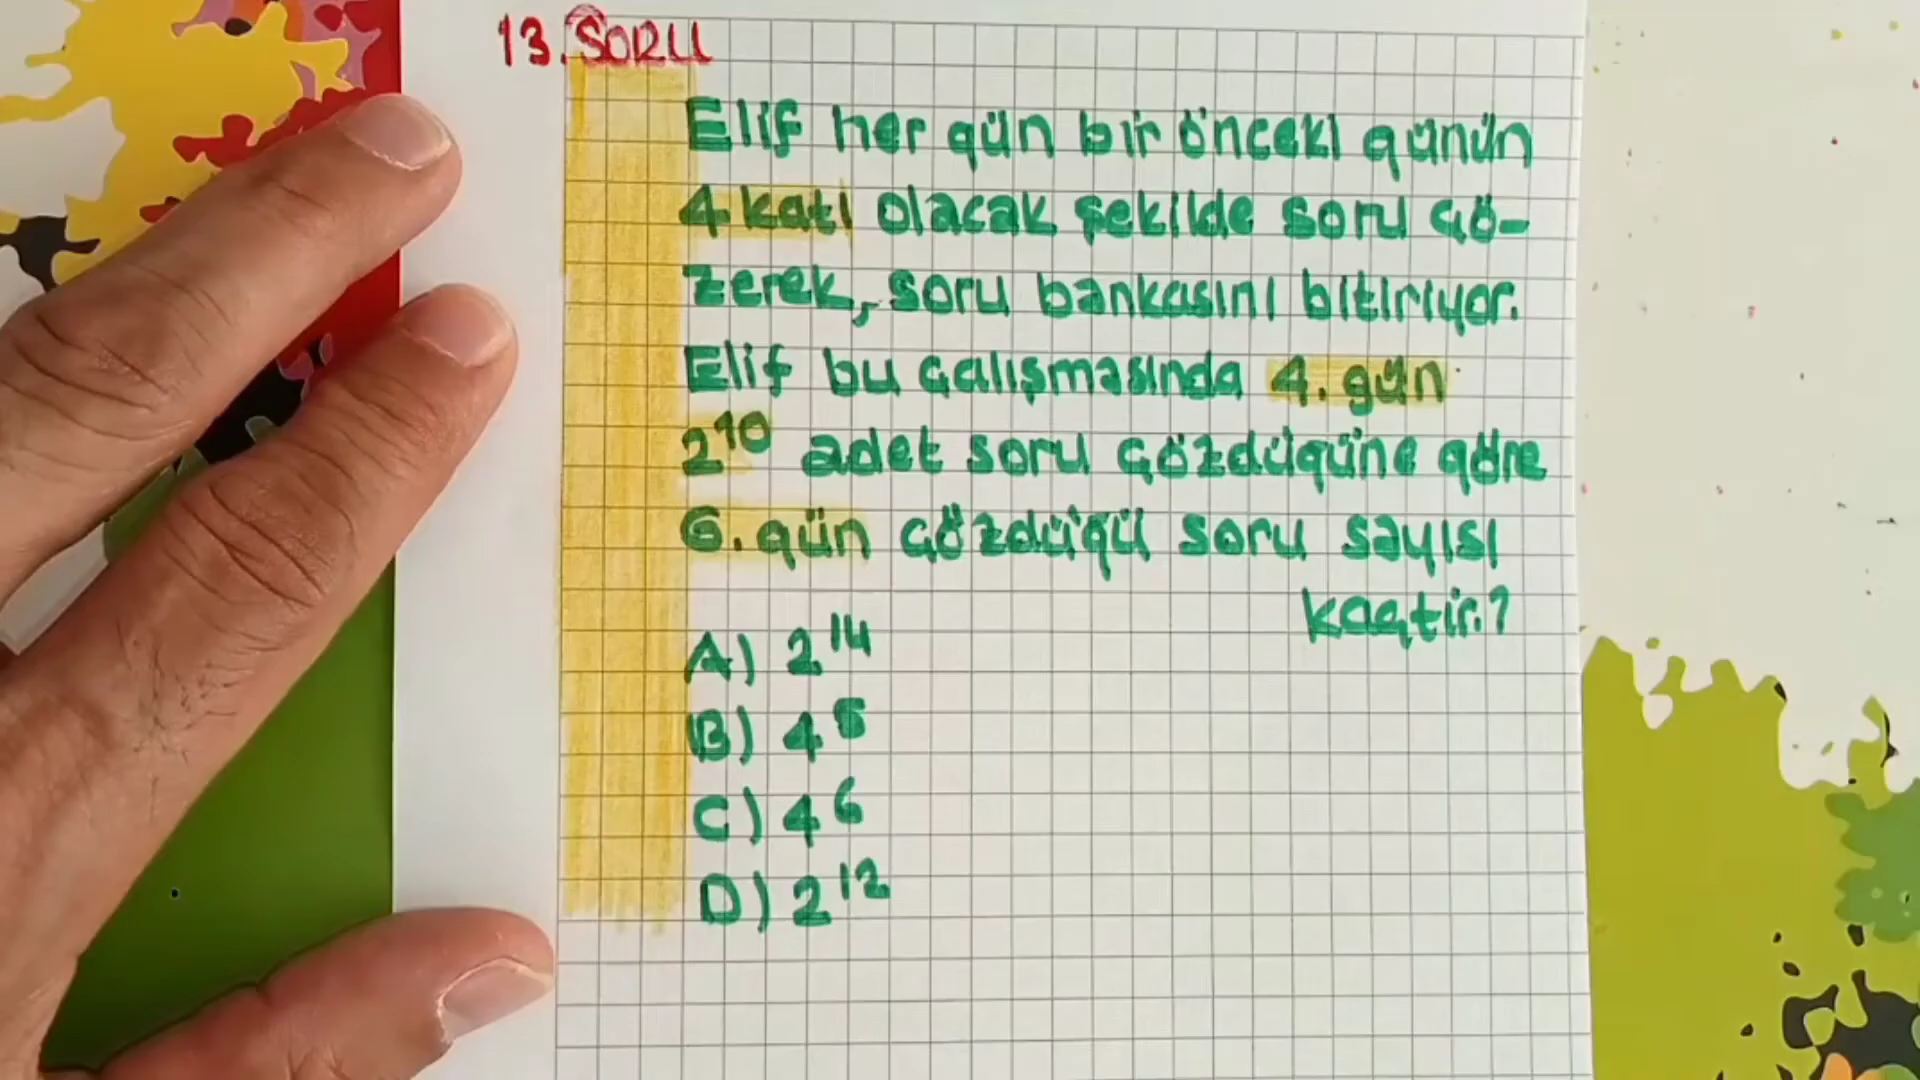 13. SORU
Elif her gün bir önceki günün
4 katı olacak şekilde soru çö-
zerek, soru bankasını bitiriyor.
Elif bu çalışmasında 4. gün
2¹⁰ adet soru çözdüğüne göre
6. gün çözdüğü soru sayısı
kaçtır?
A) 2¹⁴
B) 4⁵
C) 4⁶
D) 2¹²